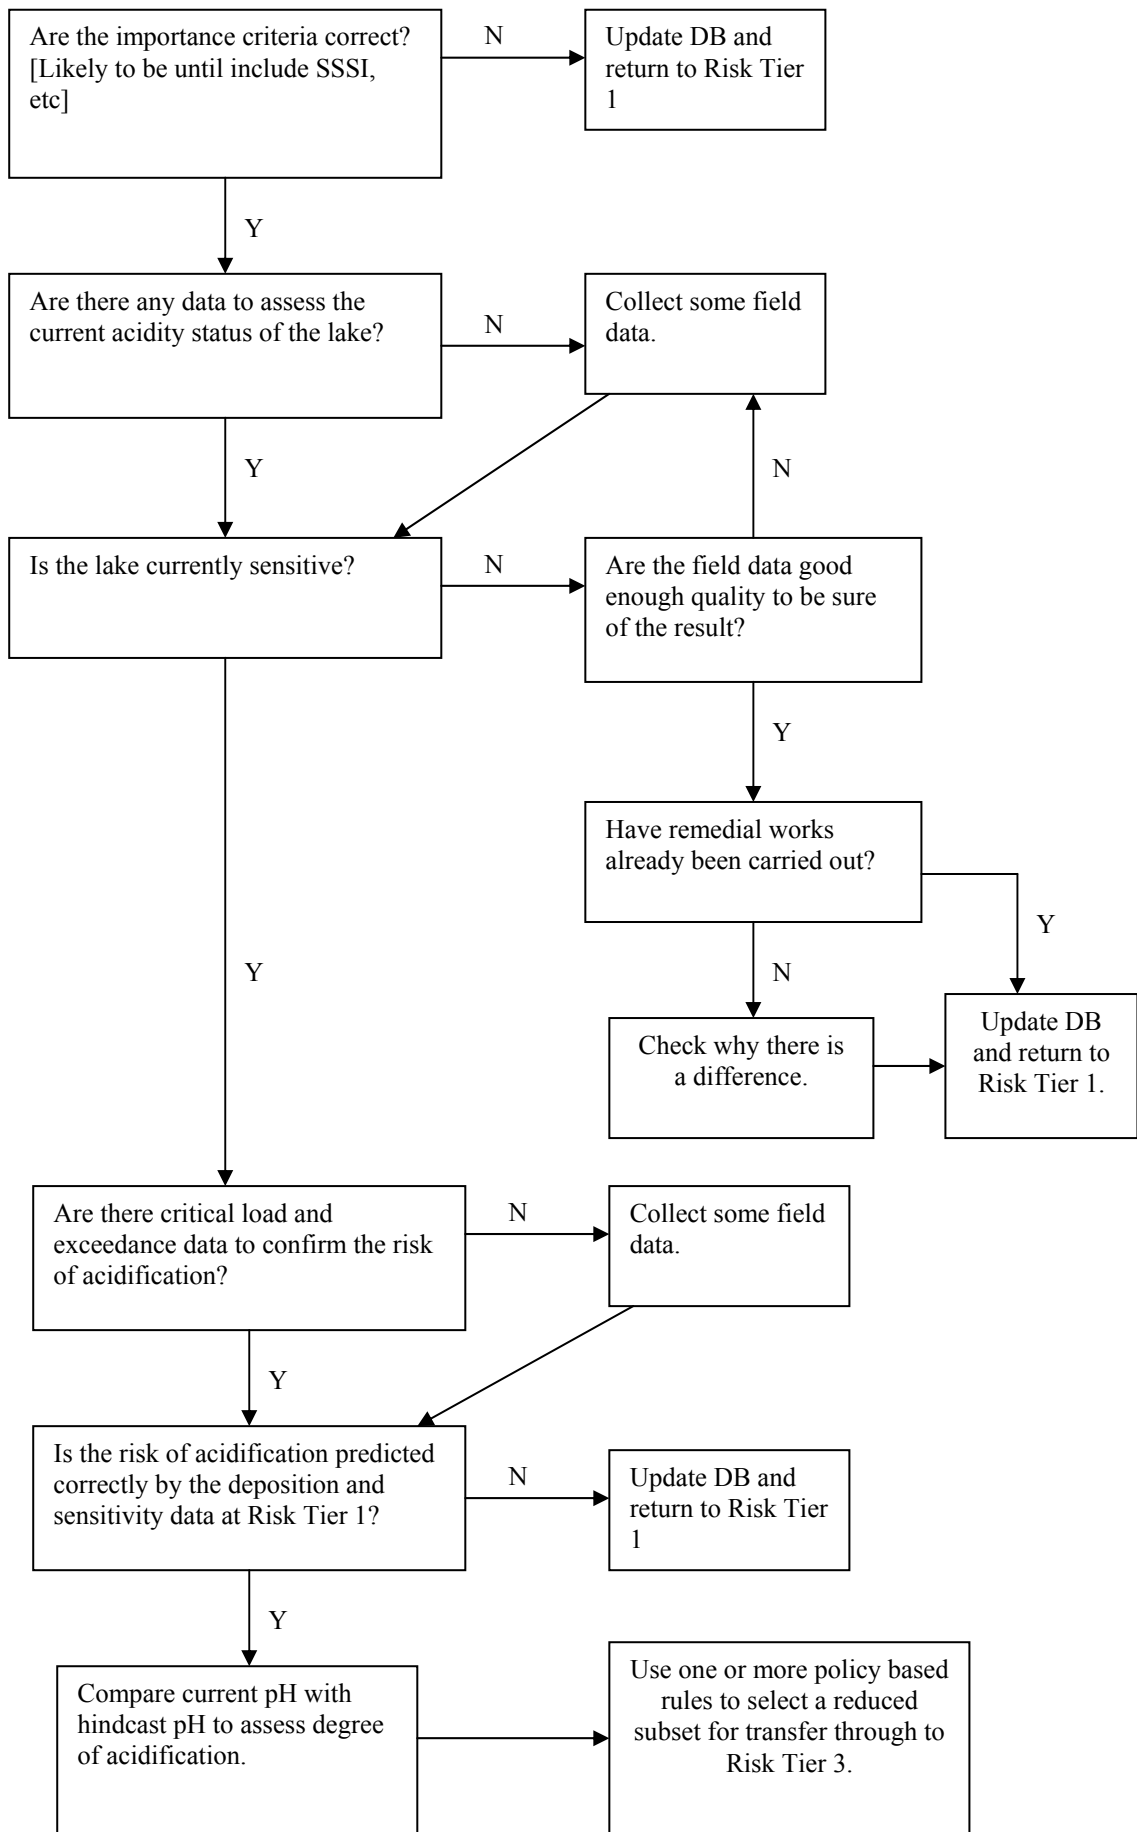 Are the importance criteria correct?
[Likely to be until include SSSI,
etc]
N
Update DB and
return to Risk Tier
1
Y
Are there any data to assess the
current acidity status of the lake?
N
Collect some field
data.
Y
N
Is the lake currently sensitive?
N
Are the field data good
enough quality to be sure
of the result?
Y
Have remedial works
already been carried out?
Y
N
Y
Check why there is
a difference.
Update DB
and return to
Risk Tier 1.
Are there critical load and
exceedance data to confirm the risk
of acidification?
N
Collect some field
data.
Y
Is the risk of acidification predicted
correctly by the deposition and
sensitivity data at Risk Tier 1?
N
Update DB and
return to Risk Tier
1
Y
Compare current pH with
hindcast pH to assess degree
of acidification.
Use one or more policy based
rules to select a reduced
subset for transfer through to
Risk Tier 3.